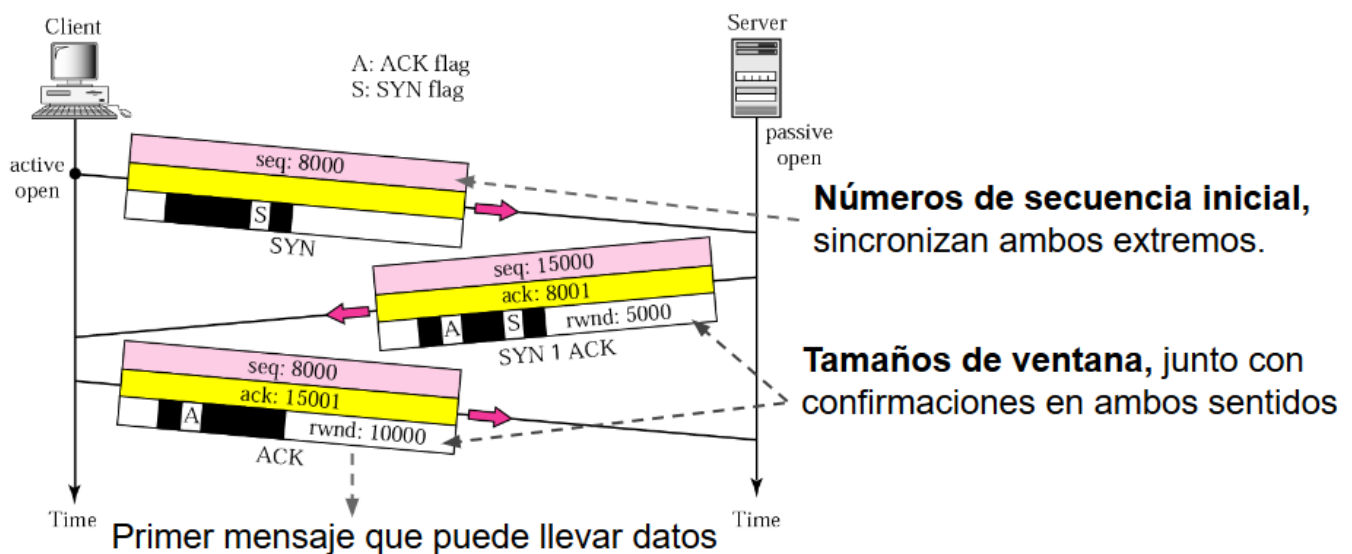 Client
Server
A: ACK flag
S: SYN flag
active
open
passive
open
seq: 8000
S
SYN
Números de secuencia inicial,
sincronizan ambos extremos.
seq: 15000
ack: 8001
A
S
rwnd: 5000
SYN 1 ACK
Tamaños de ventana, junto con
confirmaciones en ambos sentidos
seq: 8000
ack: 15001
A
rwnd: 10000
ACK
Time
Time
Primer mensaje que puede llevar datos